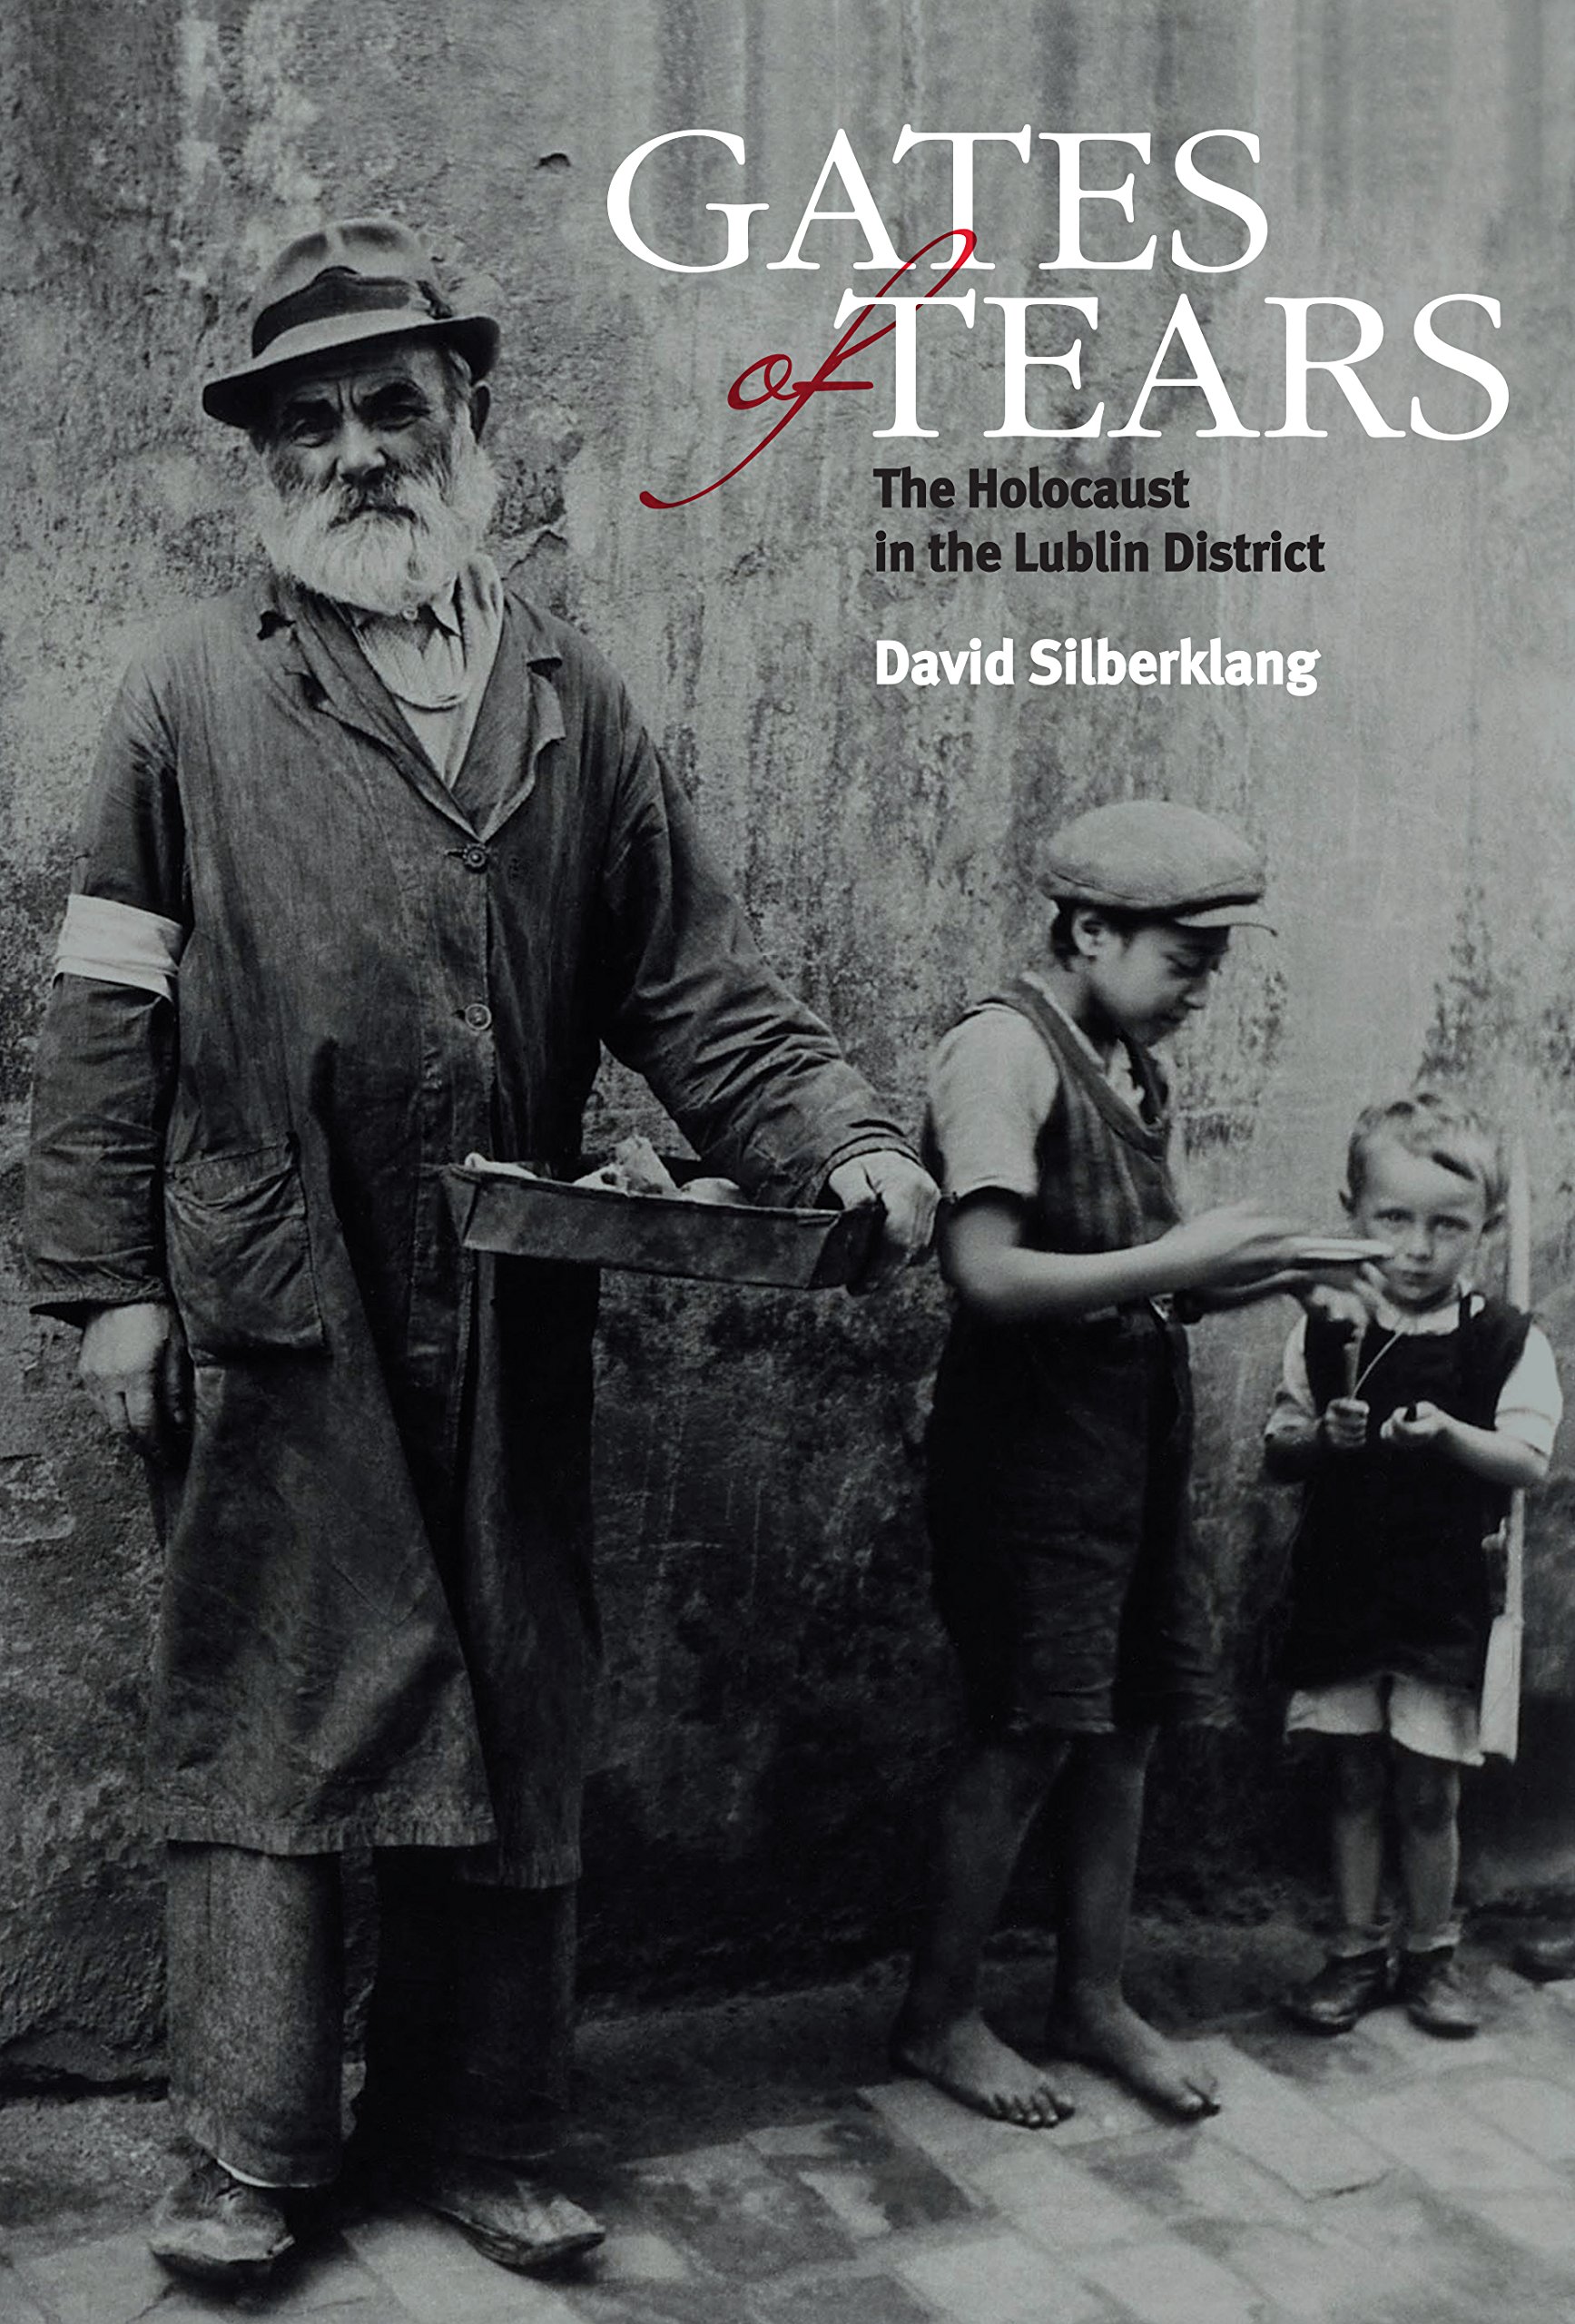 GATES
of TEARS
The Holocaust
in the Lublin District
David Silberklang